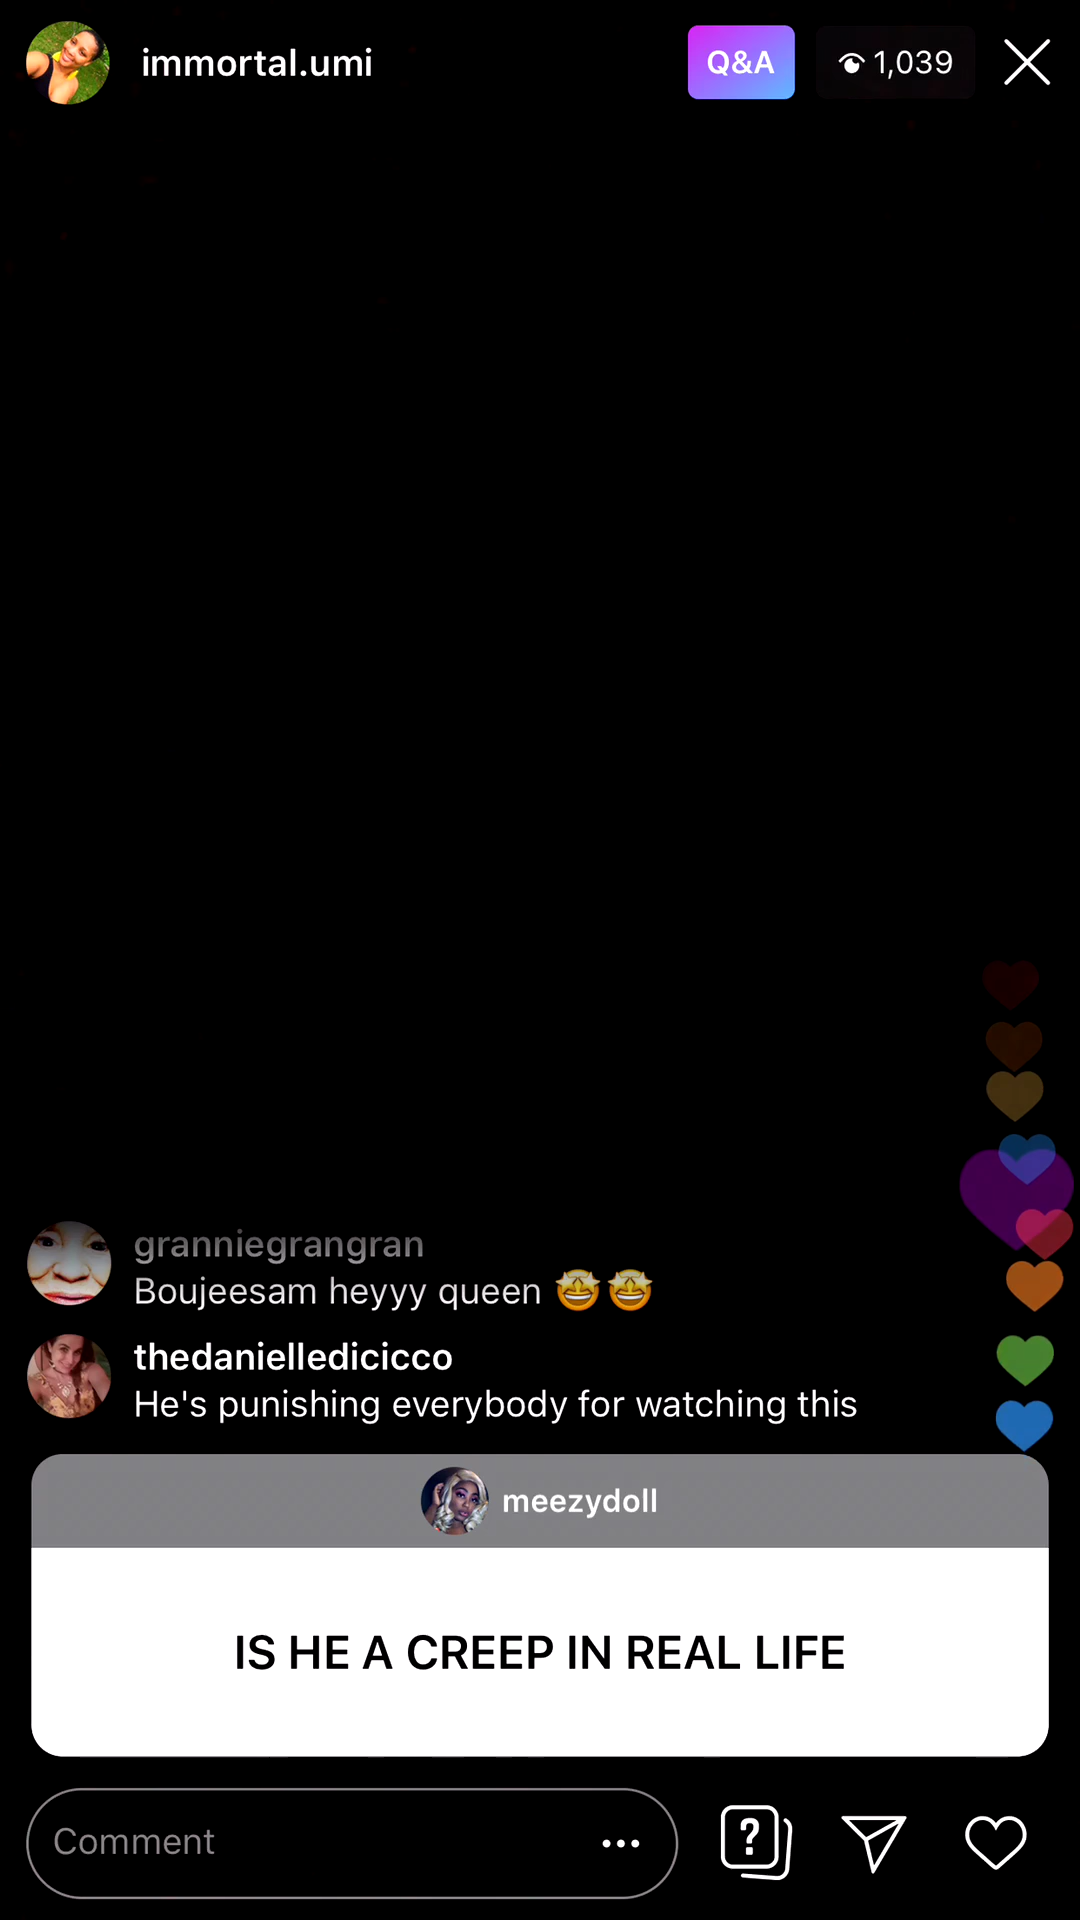 immortal.umi
Q&A
1,039
granniegrangran
Boujeesam heyyy queen 🤩🤩
thedanielledicicco
He's punishing everybody for watching this
meezydoll
IS HE A CREEP IN REAL LIFE
Comment
?